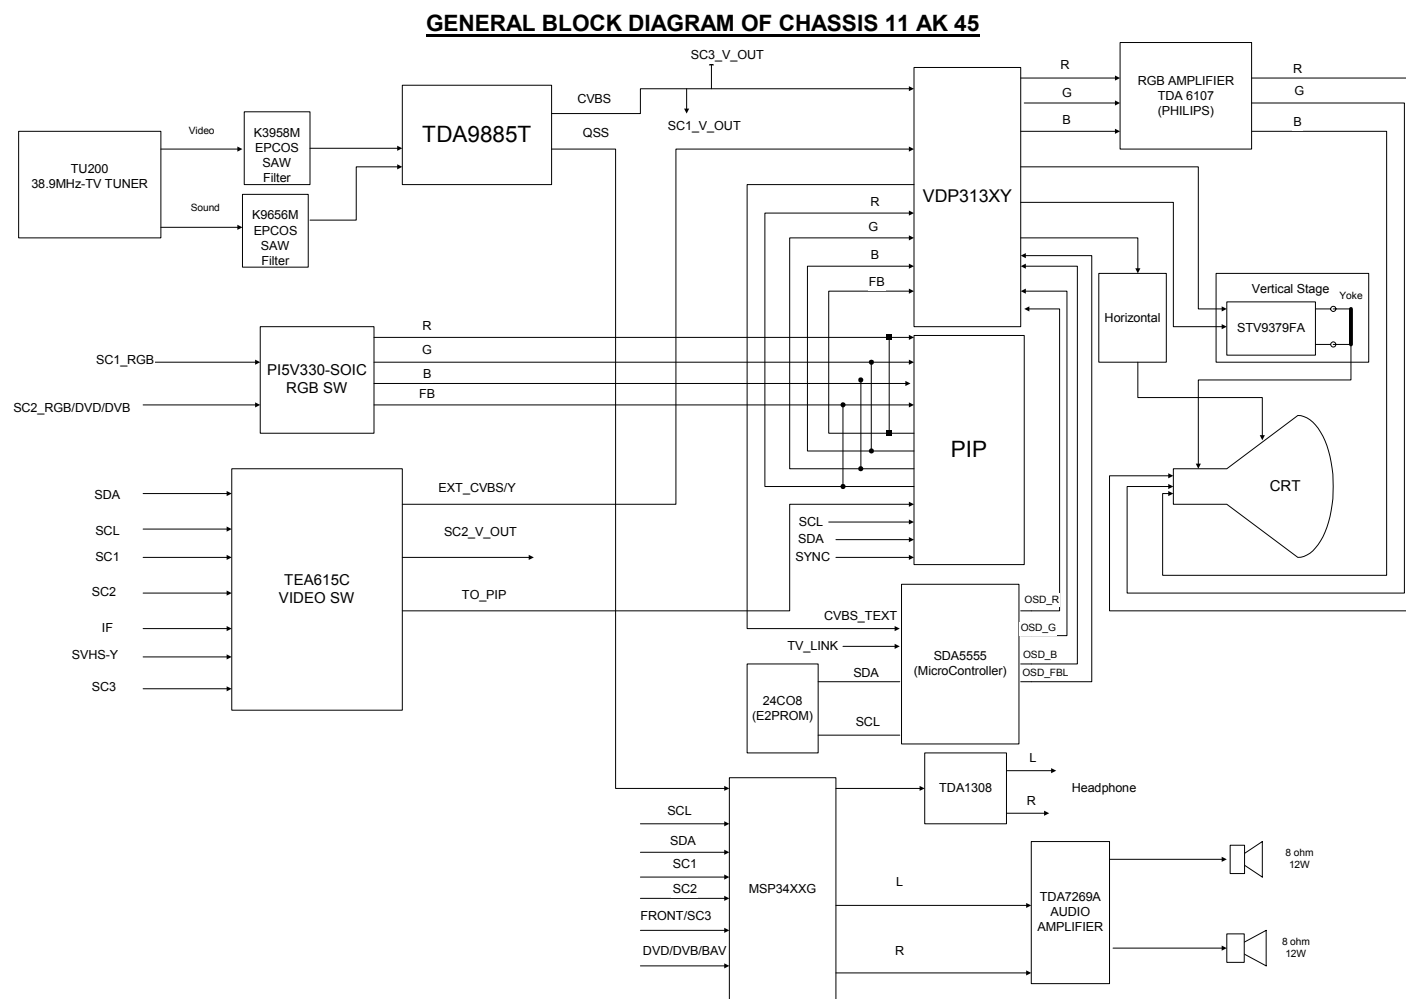 GENERAL BLOCK DIAGRAM OF CHASSIS 11 AK 45
SC3_V_OUT
CVBS
SC1_V_OUT
QSS
TDA9885T
Video
K3958M
EPCOS
SAW
Filter
TU200
38.9MHz-TV TUNER
Sound
K9656M
EPCOS
SAW
Filter
VDP313XY
R
G
B
FB
R
G
B
RGB AMPLIFIER
TDA 6107
(PHILIPS)
R
G
B
Horizontal
Vertical Stage
Yoke
STV9379FA
CRT
SC1_RGB
SC2_RGB/DVD/DVB
PI5V330-SOIC
RGB SW
R
G
B
FB
PIP
SCL
SDA
SYNC
SDA
SCL
SC1
SC2
IF
SVHS-Y
SC3
TEA615C
VIDEO SW
EXT_CVBS/Y
SC2_V_OUT
TO_PIP
CVBS_TEXT
TV_LINK
SDA
SCL
24CO8
(E2PROM)
SDA5555
(MicroController)
OSD_R
OSD_G
OSD_B
OSD_FBL
SCL
SDA
SC1
SC2
FRONT/SC3
DVD/DVB/BAV
MSP34XXG
TDA1308
L
R
Headphone
L
R
TDA7269A
AUDIO
AMPLIFIER
8 ohm
12W
8 ohm
12W